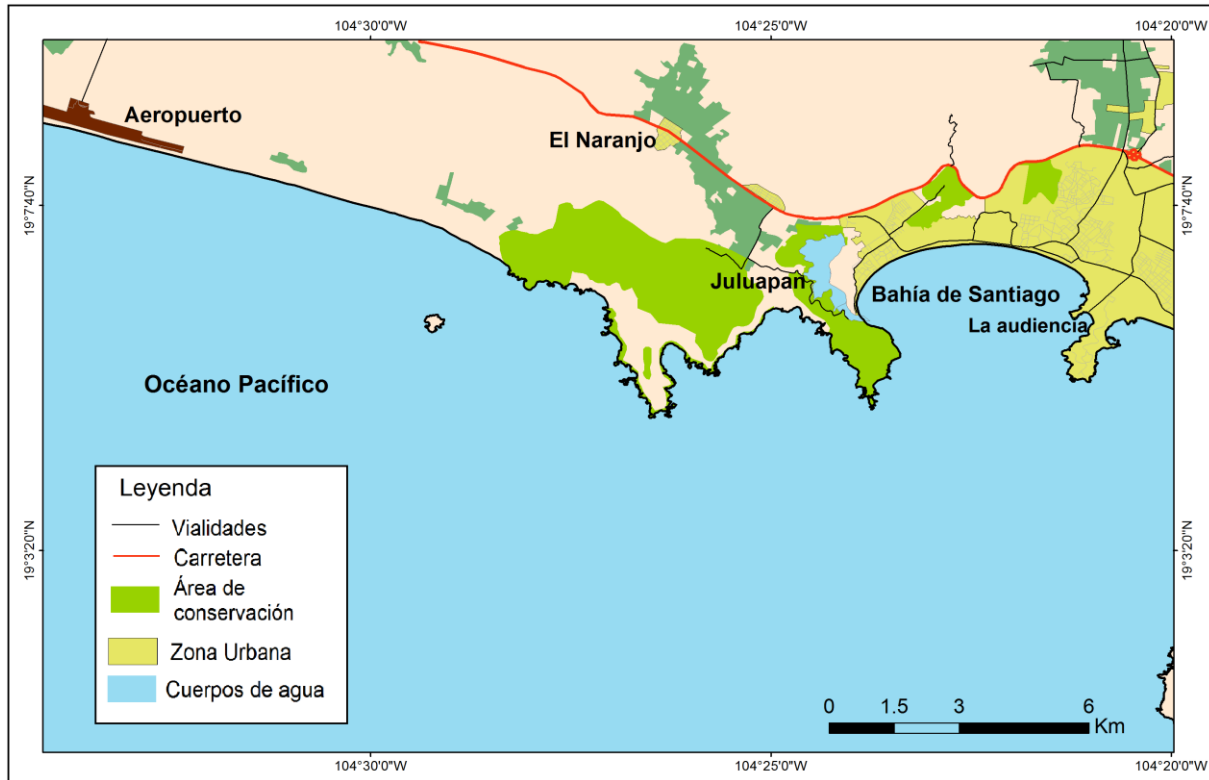 104°30'0"W
104°25'0"W
104°20'0"W
Aeropuerto
El Naranjo
19°7'40"N
19°7'40"N
Juluapan
Bahía de Santiago
La audiencia
Océano Pacífico
Leyenda
Vialidades
Carretera
Área de
conservación
Zona Urbana
Cuerpos de agua
19°3'20"N
19°3'20"N
0 1.5 3 6
Km
104°30'0"W
104°25'0"W
104°20'0"W